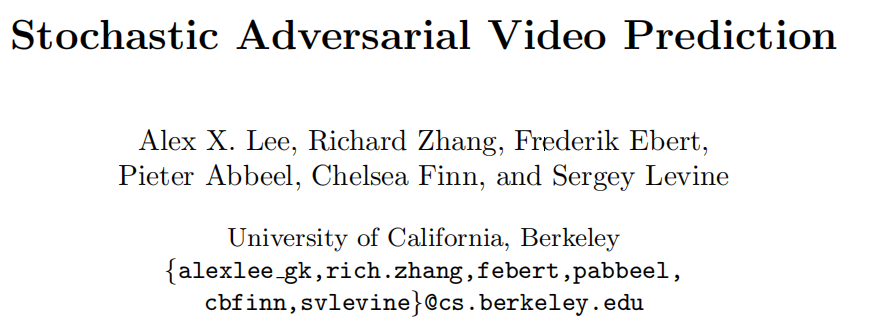 Stochastic Adversarial Video Prediction
Alex X. Lee, Richard Zhang, Frederik Ebert,
Pieter Abbeel, Chelsea Finn, and Sergey Levine
University of California, Berkeley
{alexlee_gk,rich.zhang,febert,pabbeel,
cbfinn,svlevine}@cs.berkeley.edu